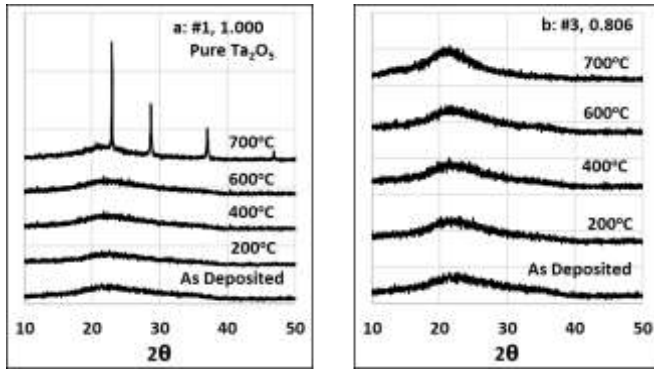 a: #1, 1.000
Pure Ta₂O₅
700°C
600°C
400°C
200°C
As Deposited
10 20 30 40 50
2θ
b: #3, 0.806
700°C
600°C
400°C
200°C
As Deposited
10 20 30 40 50
2θ